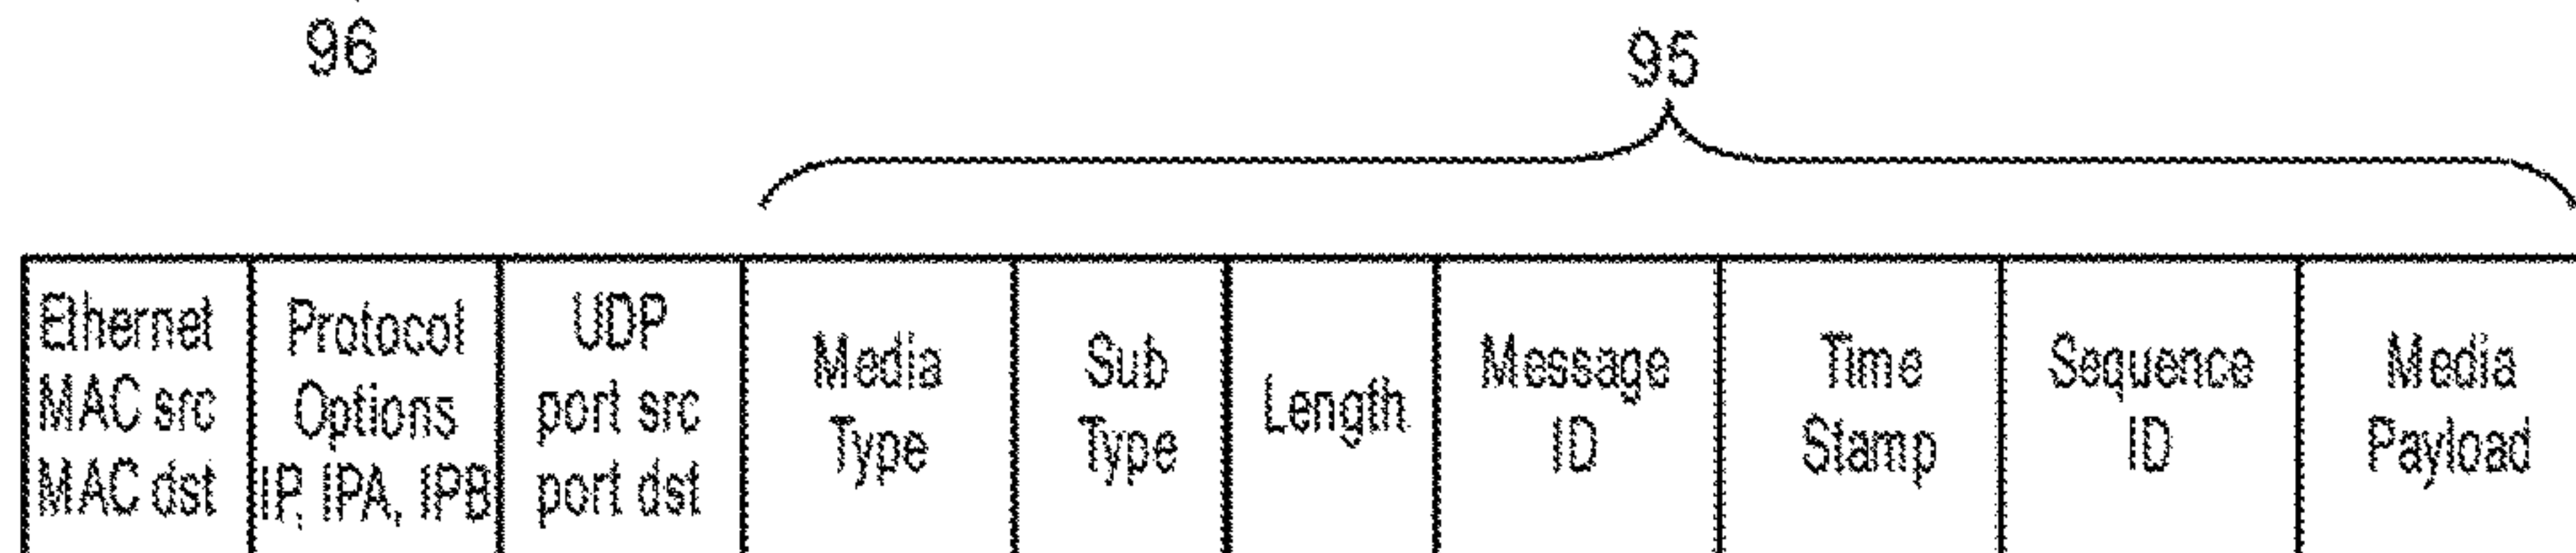 96
95
Ethernet
MAC src
MAC dst
Protocol
Options
IP, IPA, IPB
UDP
port src
port dst
Media
Type
Sub
Type
Length
Message
ID
Time
Stamp
Sequence
ID
Media
Payload